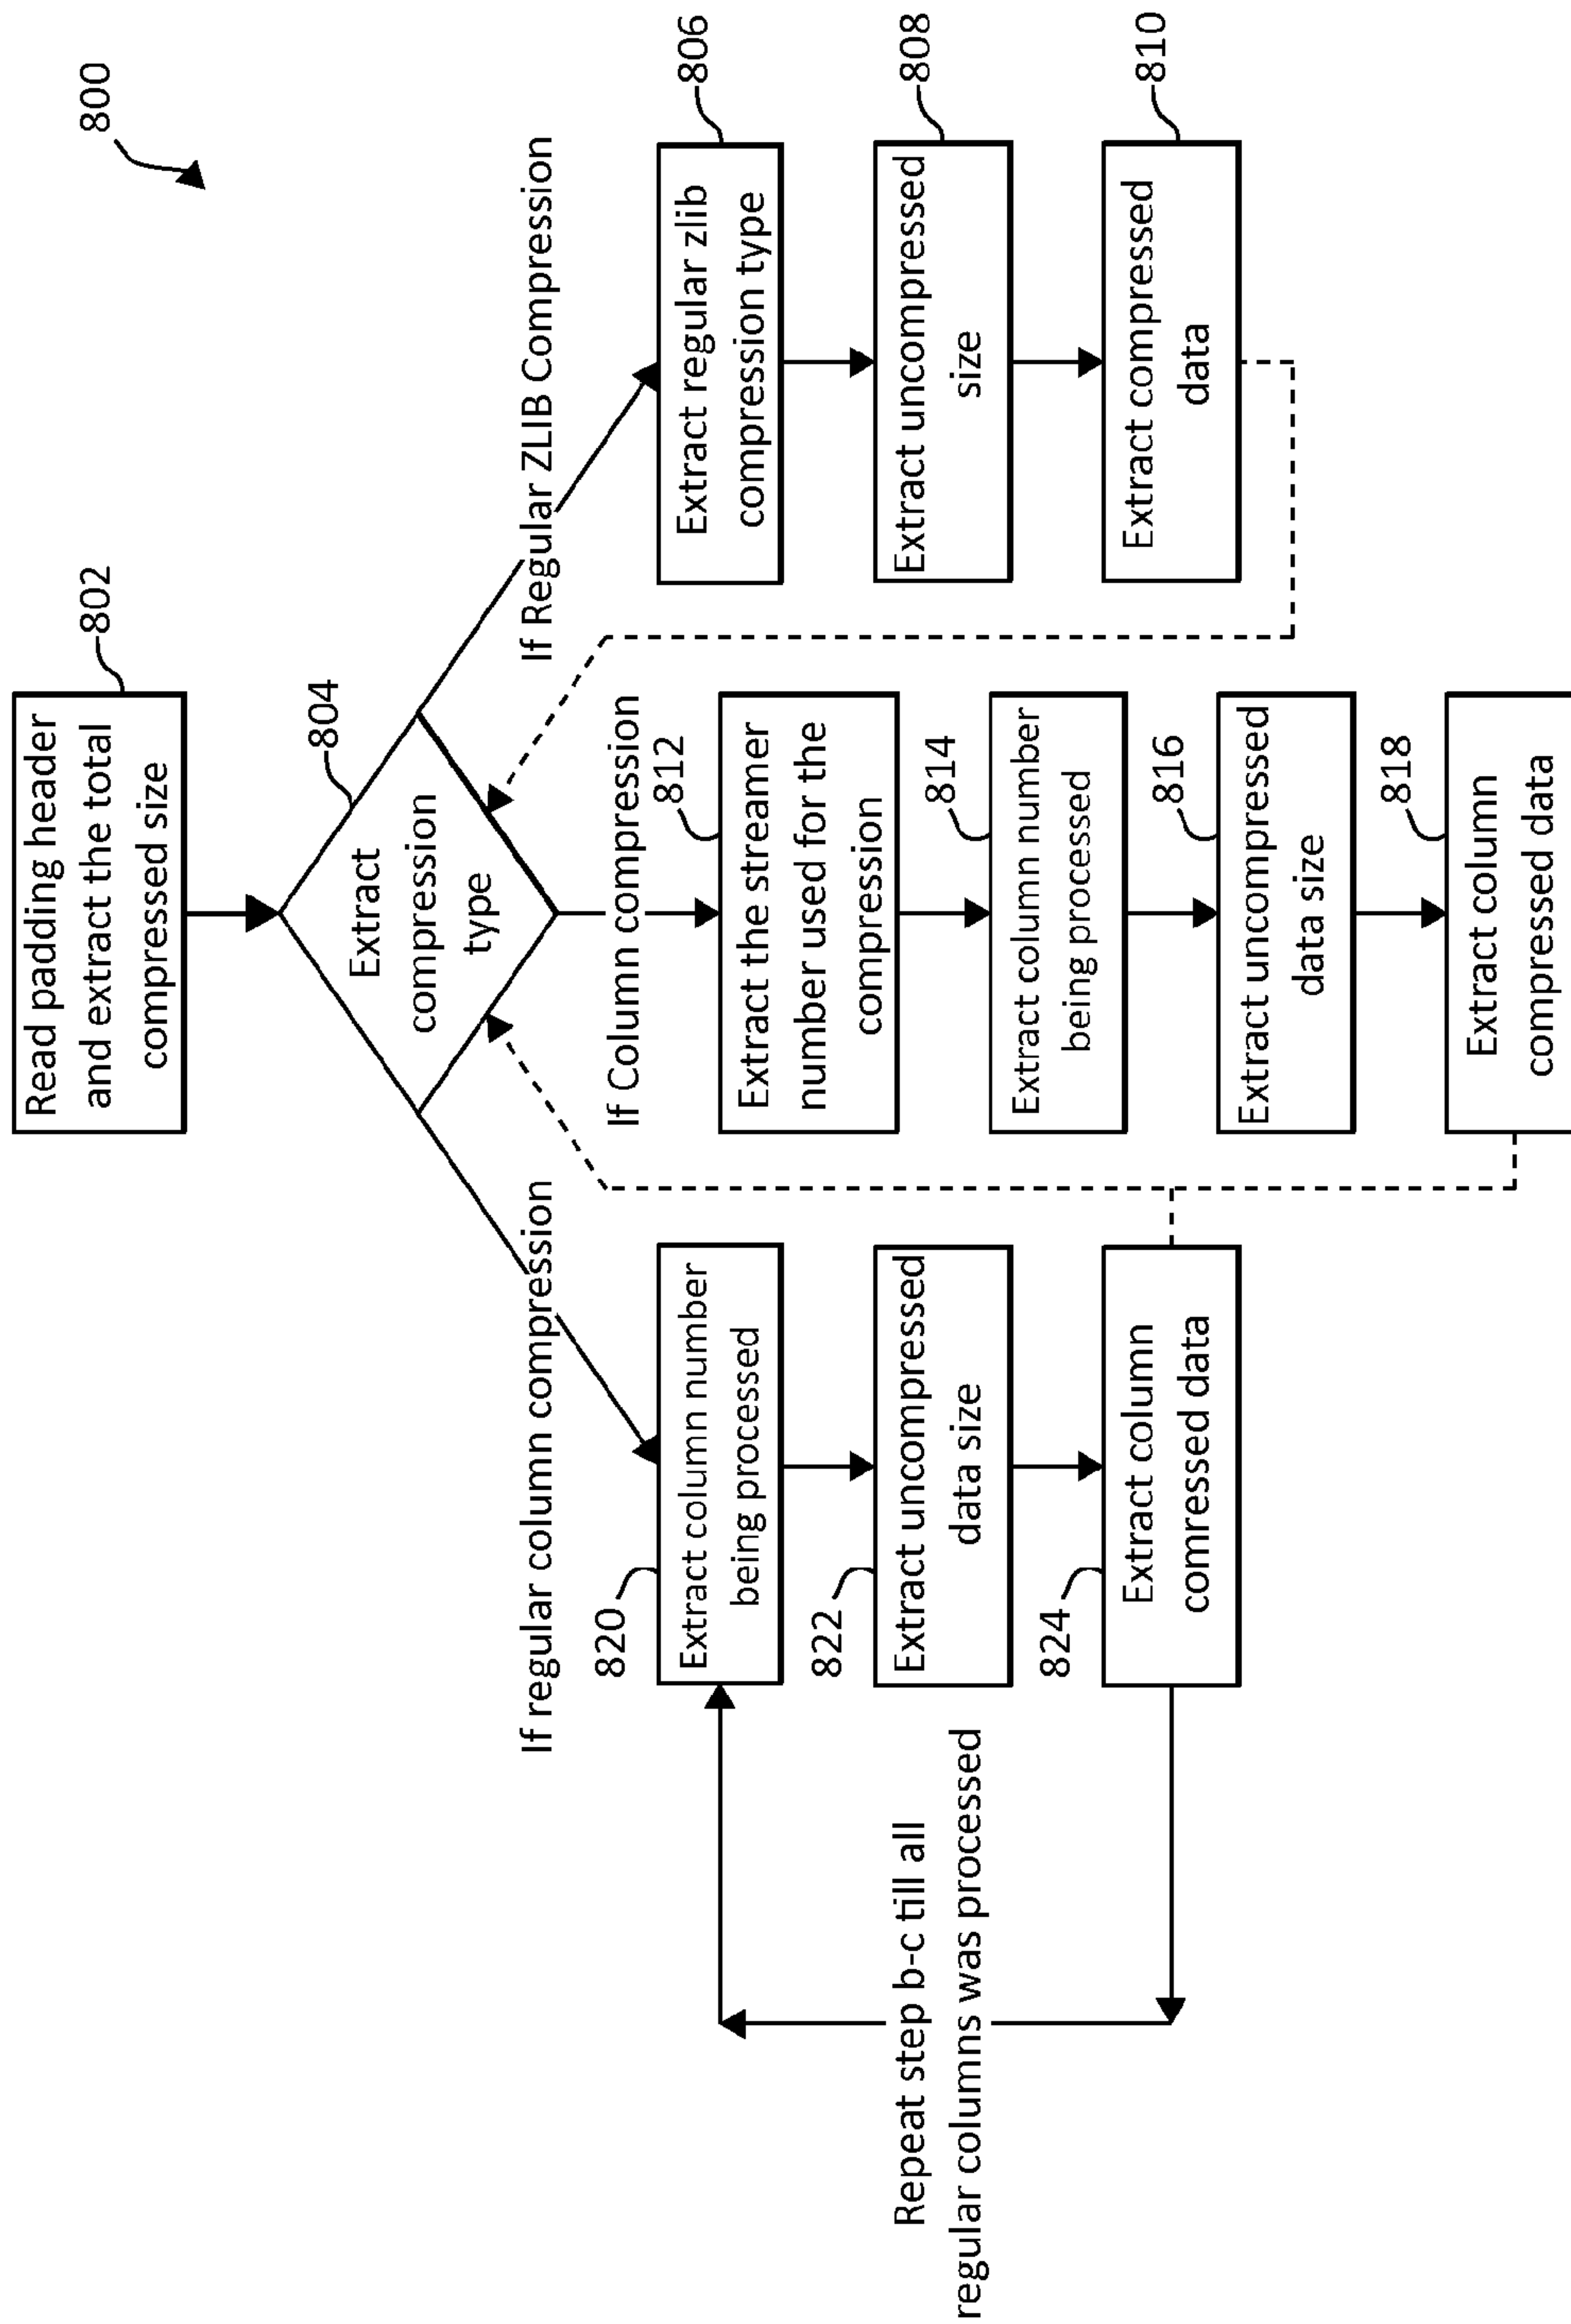 800
802
Read padding header
and extract the total
compressed size
804
Extract
compression
type
If regular column compression
If Column compression
If Regular ZLIB Compression
820
Extract column number
being processed
822
Extract uncompressed
data size
824
Extract column
comressed data
Repeat step b-c till all
regular columns was processed
812
Extract the streamer
number used for the
compression
814
Extract column number
being processed
816
Extract uncompressed
data size
818
Extract column
compressed data
806
Extract regular zlib
compression type
808
Extract uncompressed
size
810
Extract compressed
data